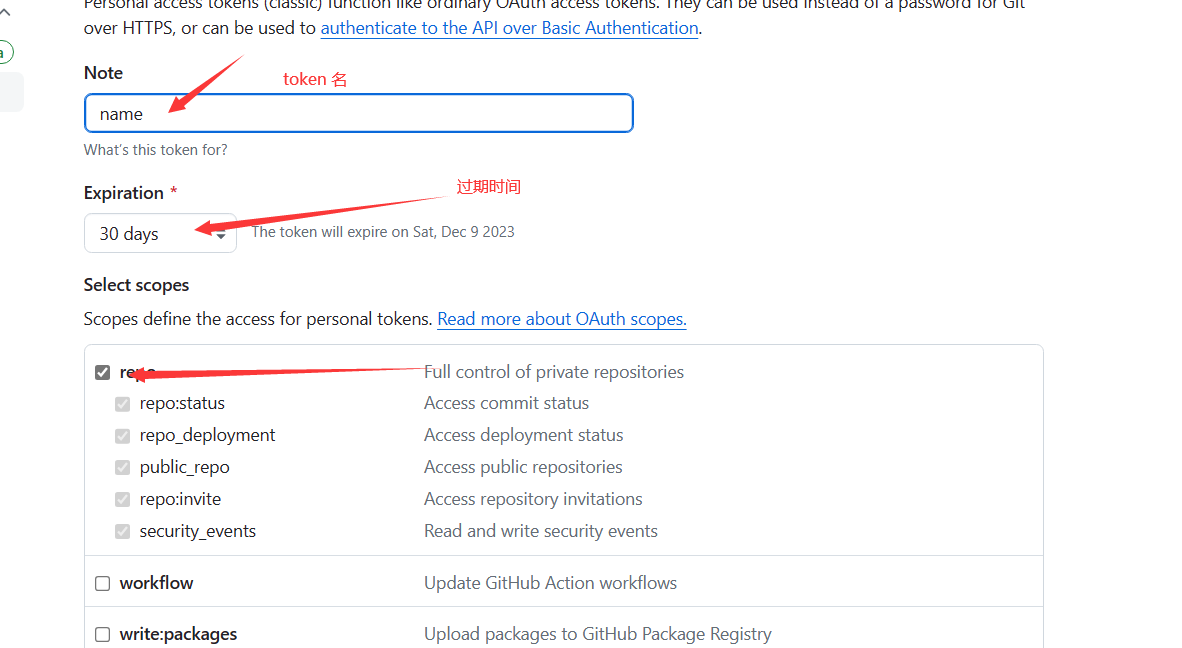 Personal access tokens (classic) function like ordinary OAuth access tokens. They can be used instead of a password for Git
over HTTPS, or can be used to authenticate to the API over Basic Authentication.
a
Note
token 名
name
What's this token for?
Expiration *
过期时间
30 days
The token will expire on Sat, Dec 9 2023
Select scopes
Scopes define the access for personal tokens. Read more about OAuth scopes.
repo Full control of private repositories
repo:status Access commit status
repo_deployment Access deployment status
public_repo Access public repositories
repo:invite Access repository invitations
security_events Read and write security events
workflow Update GitHub Action workflows
write:packages Upload packages to GitHub Package Registry